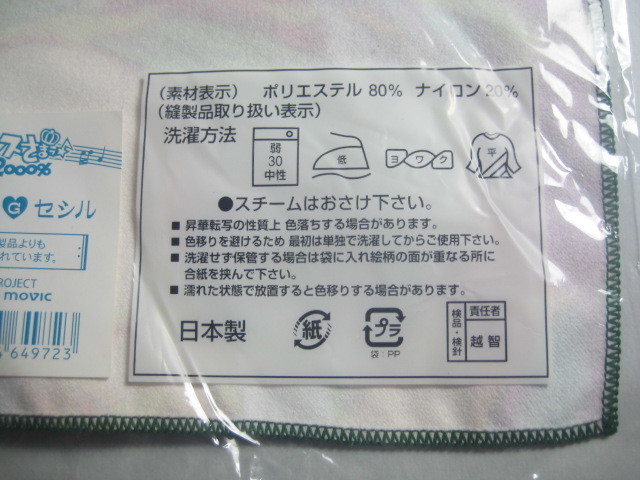 (素材表示) ポリエステル 80% ナイロン 20%
(縫製品取り扱い表示)
洗濯方法
弱
30
中性
低
ヨワク
平
●スチームはおさけ下さい。
■ 昇華転写の性質上 色落ちする場合があります。
■ 色移りを避けるため 最初は単独で洗濯してからご使用下さい。
■ 洗濯せず保管する場合は袋に入れ絵柄の面が重なる所に
合紙を挟んで下さい。
■ 濡れた状態で放置すると色移りする場合があります。
日本製
紙
プラ
袋:PP
検品・検針
責任者
越智
2000%
G セシル
製品よりも
れています。
ROJECT
movic
649723